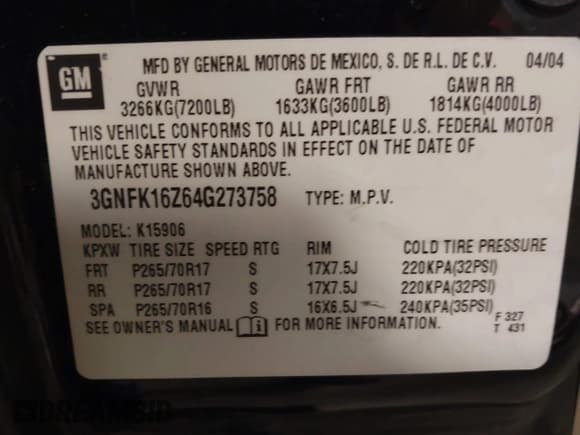 GM
MFD BY GENERAL MOTORS DE MEXICO, S. DE R.L. DE C.V. 04/04
GVWR GAWR FRT GAWR RR
3266KG(7200LB) 1633KG(3600LB) 1814KG(4000LB)
THIS VEHICLE CONFORMS TO ALL APPLICABLE U.S. FEDERAL MOTOR
VEHICLE SAFETY STANDARDS IN EFFECT ON THE DATE OF
MANUFACTURE SHOWN ABOVE.
3GNFK16Z64G273758 TYPE: M.P.V.
MODEL: K15906
KPXW TIRE SIZE SPEED RTG RIM COLD TIRE PRESSURE
FRT P265/70R17 S 17X7.5J 220KPA(32PSI)
RR P265/70R17 S 17X7.5J 220KPA(32PSI)
SPA P265/70R16 S 16X6.5J 240KPA(35PSI) F 327
SEE OWNER'S MANUAL i FOR MORE INFORMATION. T 431
DREAMBID